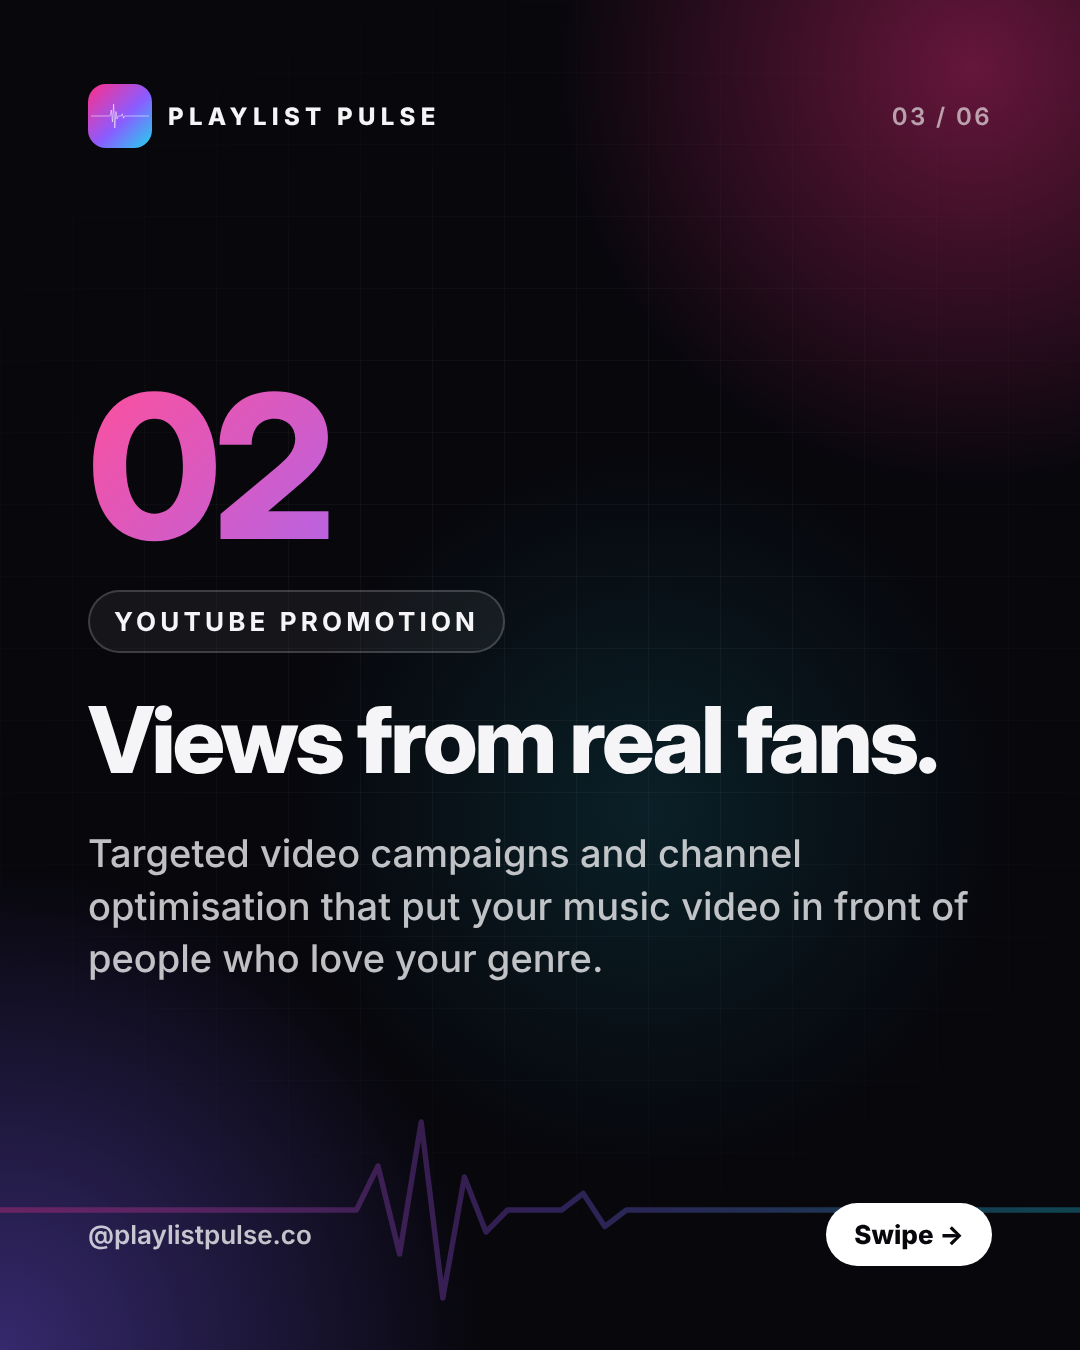 PLAYLIST PULSE
03 / 06
02
YOUTUBE PROMOTION
Views from real fans.
Targeted video campaigns and channel
optimisation that put your music video in front of
people who love your genre.
@playlistpulse.co
Swipe →